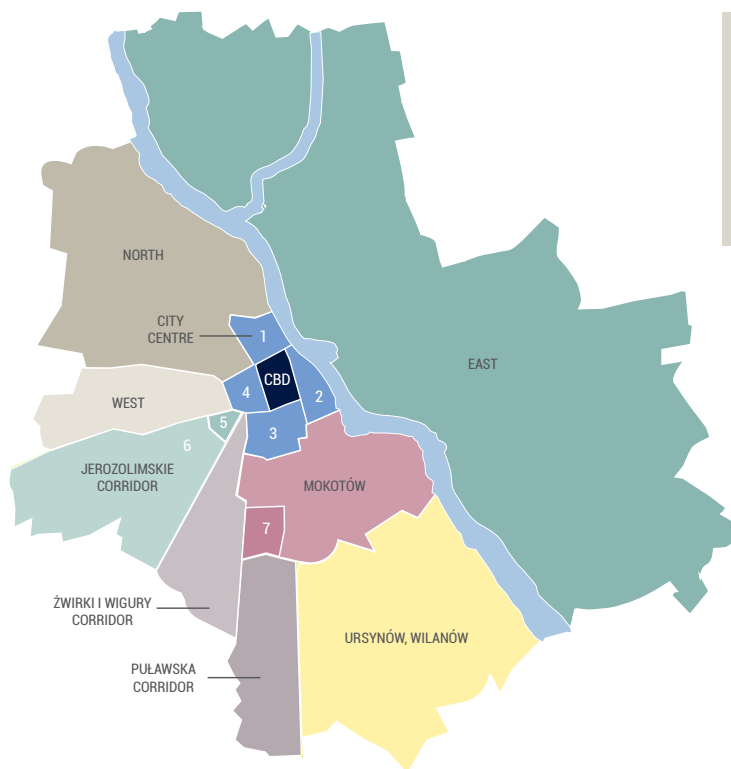 NORTH
CITY
CENTRE
1
CBD
EAST
4
2
WEST
5
3
6
JEROZOLIMSKIE
CORRIDOR
MOKOTÓW
7
ŻWIRKI I WIGURY
CORRIDOR
URSYNÓW, WILANÓW
PUŁAWSKA
CORRIDOR